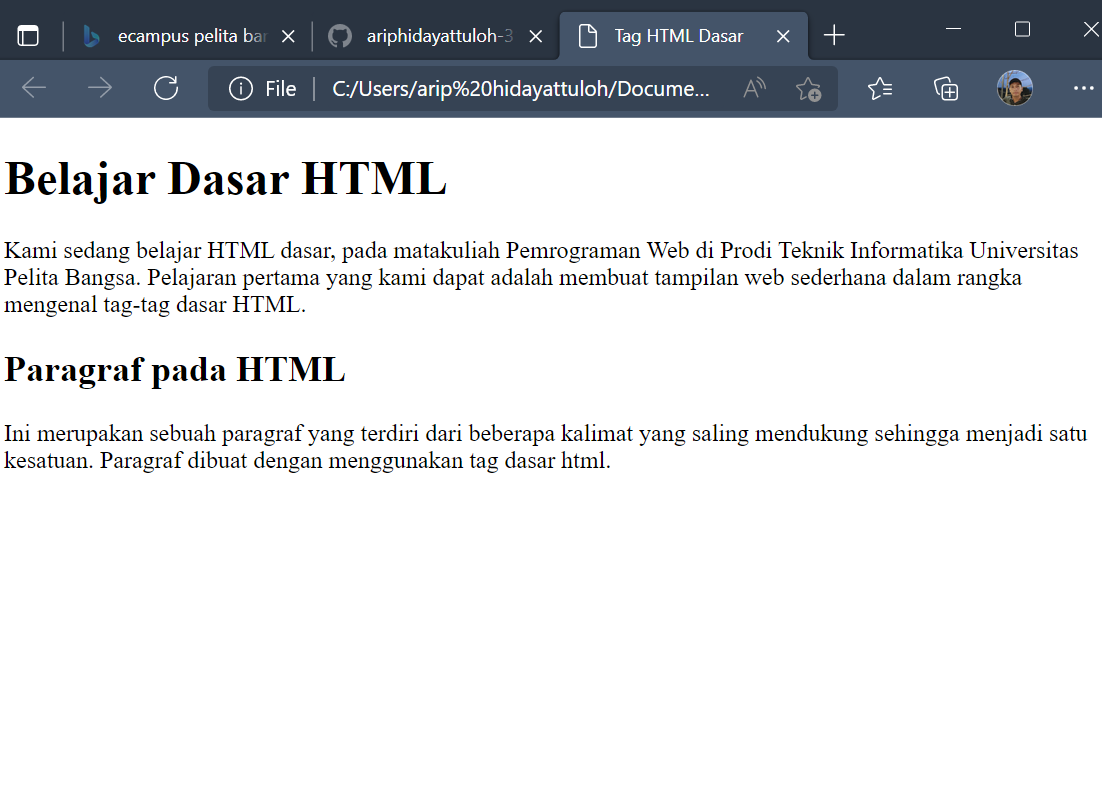 ecampus pelita bar
ariphidayattuloh-3
Tag HTML Dasar
File
C:/Users/arip%20hidayattuloh/Docume...
Belajar Dasar HTML
Kami sedang belajar HTML dasar, pada matakuliah Pemrograman Web di Prodi Teknik Informatika Universitas
Pelita Bangsa. Pelajaran pertama yang kami dapat adalah membuat tampilan web sederhana dalam rangka
mengenal tag-tag dasar HTML.
Paragraf pada HTML
Ini merupakan sebuah paragraf yang terdiri dari beberapa kalimat yang saling mendukung sehingga menjadi satu
kesatuan. Paragraf dibuat dengan menggunakan tag dasar html.